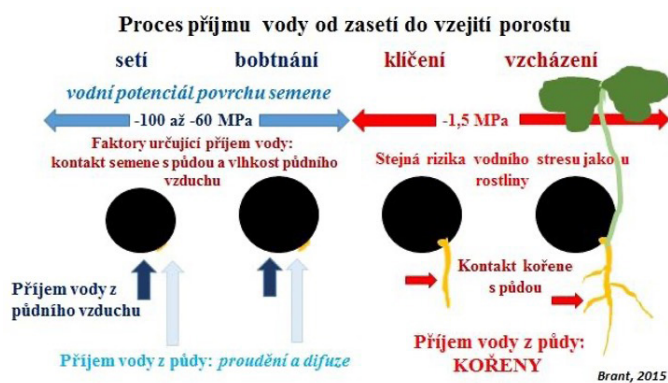 Proces příjmu vody od zasetí do vzejití porostu
setí bobtnání klíčení vzcházení
vodní potenciál povrchu semene
-100 až -60 MPa -1,5 MPa
Faktory určující příjem vody:
kontakt semene s půdou a vlhkost půdního
vzduchu
Stejná rizika vodního stresu jako u
rostliny
Příjem vody z
půdního vzduchu
Kontakt kořene
s půdou
Příjem vody z půdy: proudění a difuze
Příjem vody z půdy:
KOŘENY
Brant, 2015